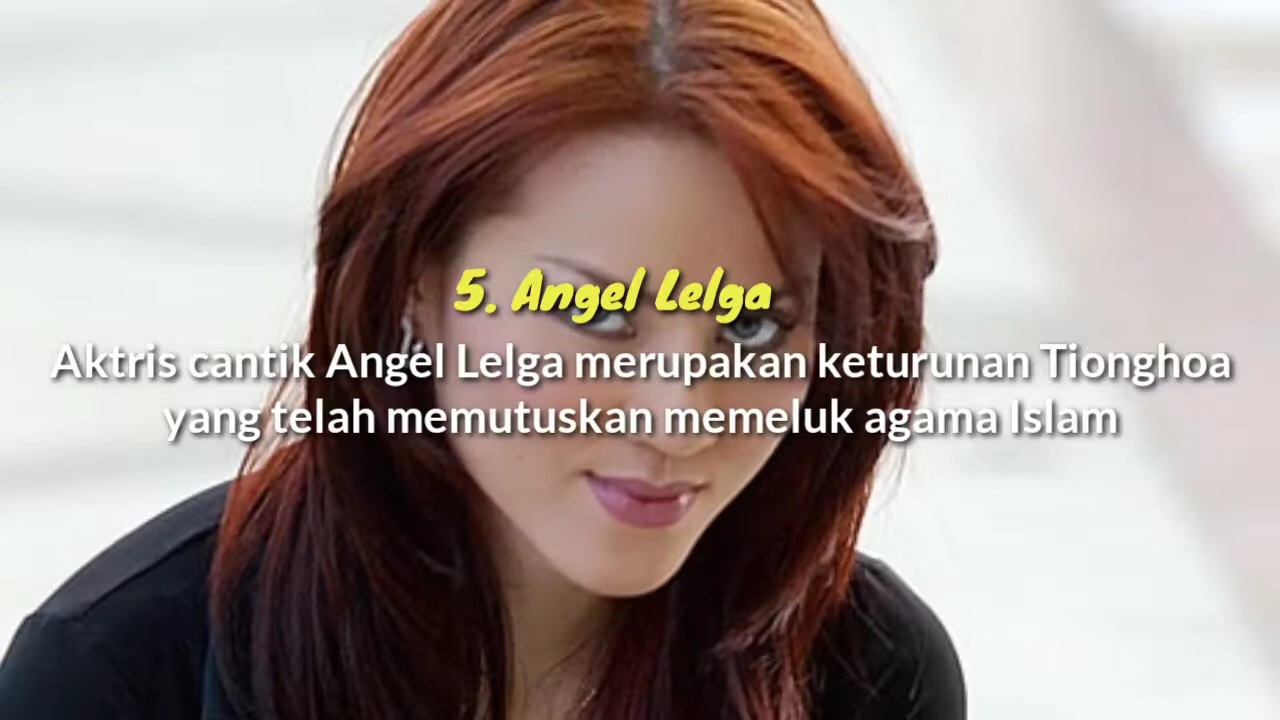 5. Angel Lelga
Aktris cantik Angel Lelga merupakan keturunan Tionghoa
yang telah memutuskan memeluk agama Islam